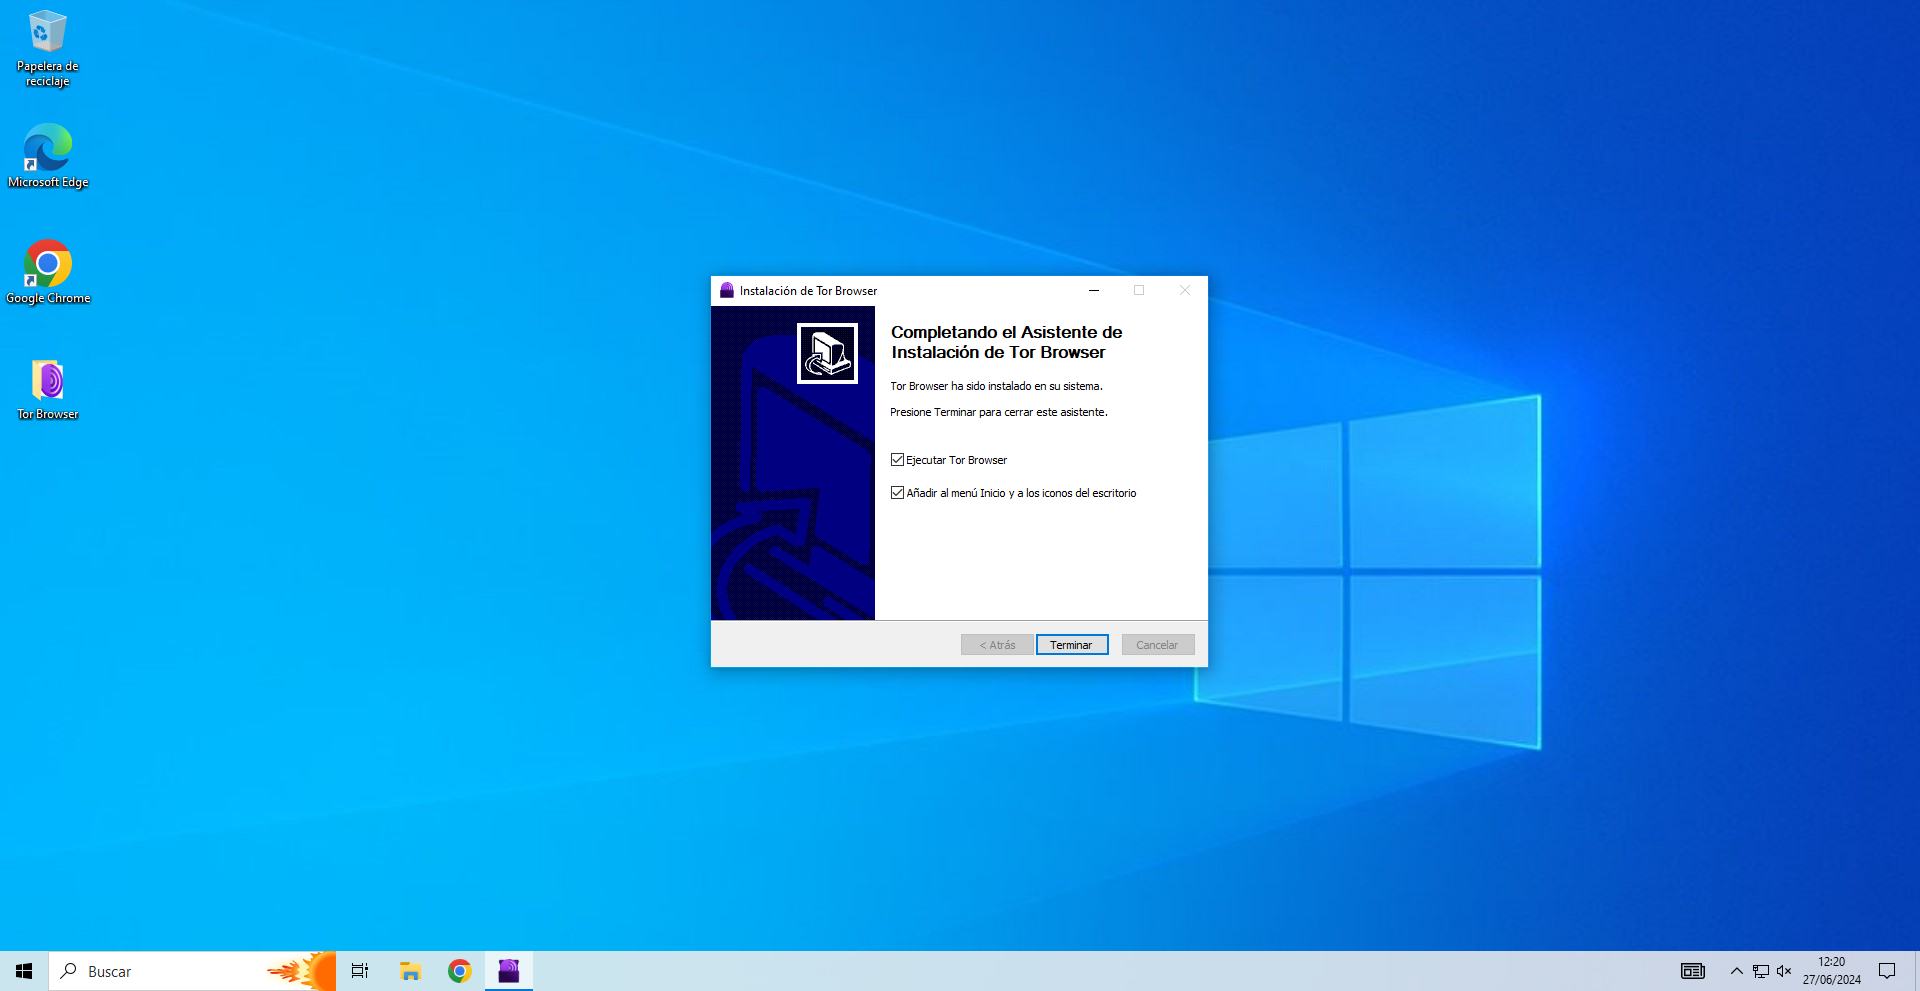 Papelera de
reciclaje
Microsoft Edge
Google Chrome
Tor Browser
Instalación de Tor Browser
Completando el Asistente de
Instalación de Tor Browser
Tor Browser ha sido instalado en su sistema.
Presione Terminar para cerrar este asistente.
Ejecutar Tor Browser
Añadir al menú Inicio y a los iconos del escritorio
< Atrás
Terminar
Cancelar
Buscar
12:20
27/06/2024